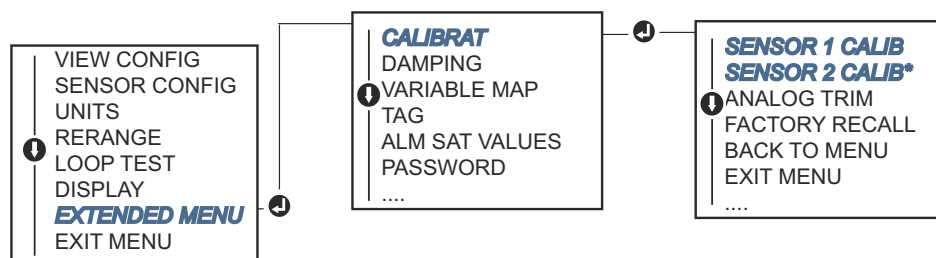 VIEW CONFIG
SENSOR CONFIG
UNITS
RERANGE
LOOP TEST
DISPLAY
EXTENDED MENU
EXIT MENU
CALIBRAT
DAMPING
VARIABLE MAP
TAG
ALM SAT VALUES
PASSWORD
....
SENSOR 1 CALIB
SENSOR 2 CALIB*
ANALOG TRIM
FACTORY RECALL
BACK TO MENU
EXIT MENU
....